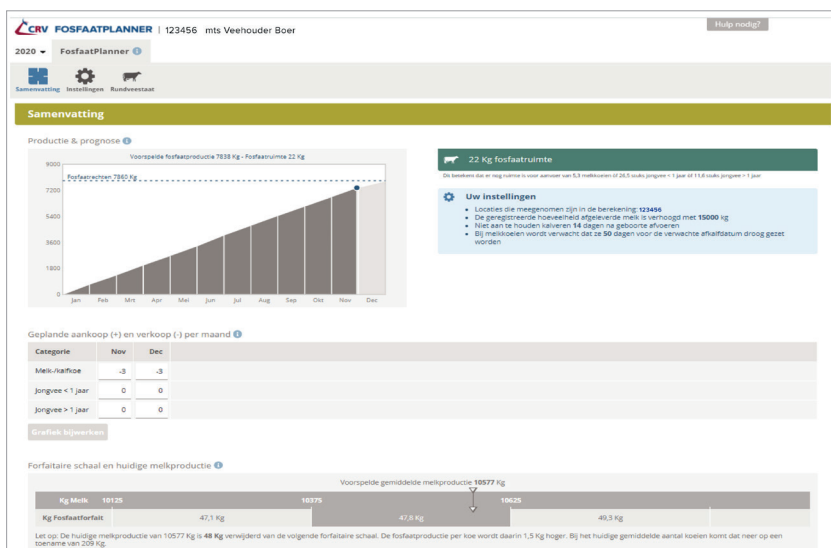 CRV FOSFAATPLANNER | 123456 mts Veehouder Boer
Hulp nodig?
2020 FosfaatPlanner
Samenvatting Instellingen Rundveestaat
Samenvatting
Productie & prognose
Voorspelde fosfaatproductie 7838 Kg - Fosfaatruimte 22 Kg
Fosfaatrechten 7860 Kg
9000
7200
5400
3600
1800
0
Jan Feb Mrt Apr Mei Jun Jul Aug Sep Okt Nov Dec
22 Kg fosfaatruimte
Dit betekent dat er nog ruimte is voor aanvoer van 5,3 melkkoeien óf 26,5 stuks jongvee < 1 jaar óf 11,6 stuks jongvee > 1 jaar
Uw instellingen
Locaties die meegenomen zijn in de berekening: 123456
De geregistreerde hoeveelheid afgeleverde melk is verhoogd met 15000 kg
Niet aan te houden kalveren 14 dagen na geboorte afvoeren
Bij melkkoeien wordt verwacht dat ze 50 dagen voor de verwachte afkalfdatum droog gezet
worden
Geplande aankoop (+) en verkoop (-) per maand
Categorie Nov Dec
Melk-/kalfkoe -3 -3
Jongvee < 1 jaar 0 0
Jongvee > 1 jaar 0 0
Grafiek bijwerken
Forfaitaire schaal en huidige melkproductie
Voorspelde gemiddelde melkproductie 10577 Kg
Kg Melk 10125 10375 10625
Kg Fosfaatforfait 47,1 Kg 47,8 Kg 49,3 Kg
Let op: De huidige melkproductie van 10577 Kg is 48 Kg verwijderd van de volgende forfaitaire schaal. De fosfaatproductie per koe wordt daarin 1,5 Kg hoger. Bij het huidige gemiddelde aantal koeien komt dat neer op een
toename van 209 Kg.